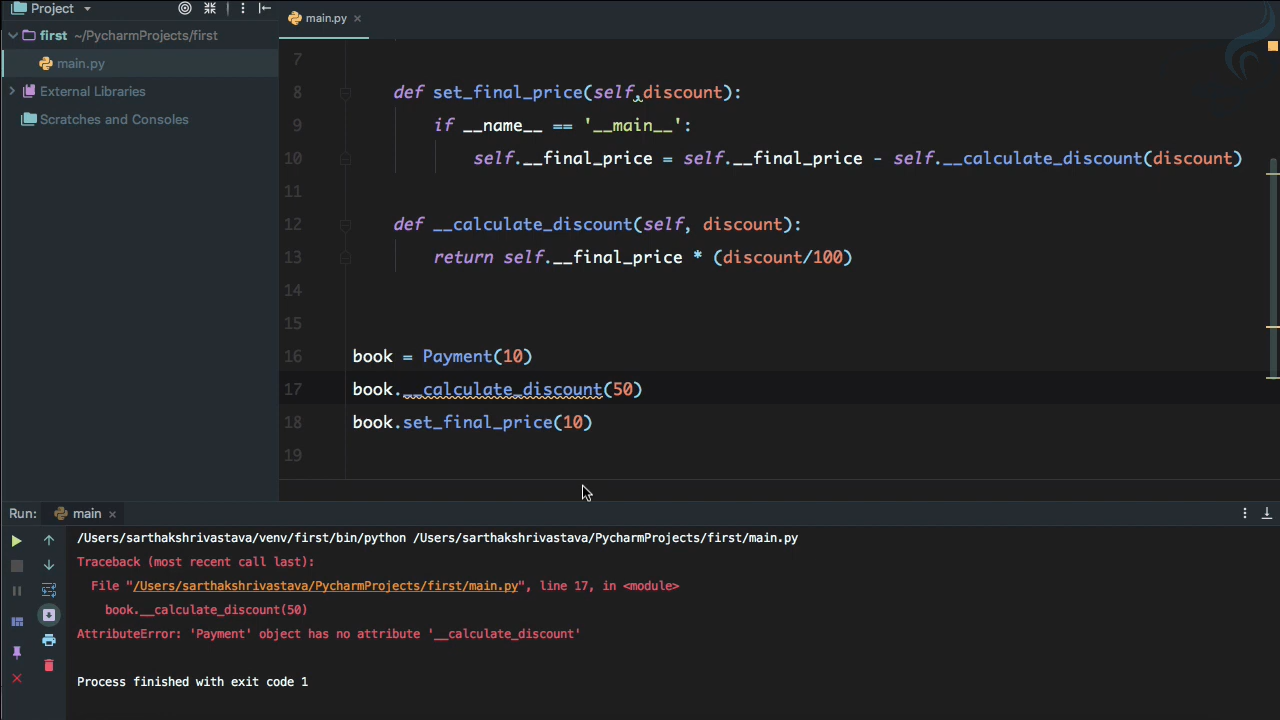 Project
main.py
first ~/PycharmProjects/first
main.py
External Libraries
Scratches and Consoles
7
8 def set_final_price(self,discount):
9 if __name__ == '__main__':
10 self.__final_price = self.__final_price - self.__calculate_discount(discount)
11
12 def __calculate_discount(self, discount):
13 return self.__final_price * (discount/100)
14
15
16 book = Payment(10)
17 book.__calculate_discount(50)
18 book.set_final_price(10)
19
Run: main
/Users/sarthakshrivastava/venv/first/bin/python /Users/sarthakshrivastava/PycharmProjects/first/main.py
Traceback (most recent call last):
File "/Users/sarthakshrivastava/PycharmProjects/first/main.py", line 17, in <module>
book.__calculate_discount(50)
AttributeError: 'Payment' object has no attribute '__calculate_discount'
Process finished with exit code 1